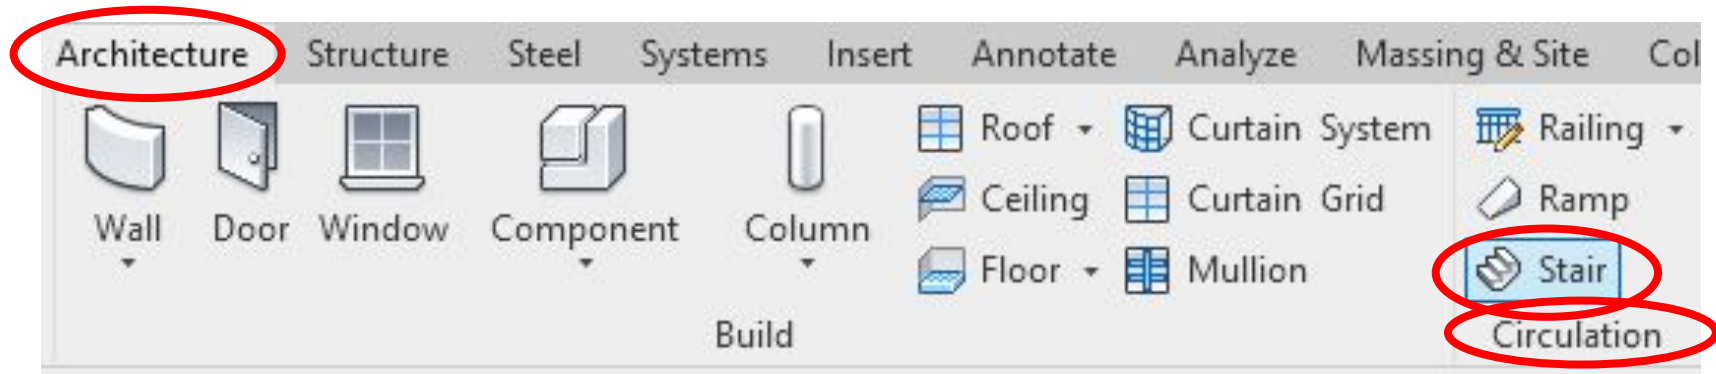 Architecture Structure Steel Systems Insert Annotate Analyze Massing & Site Col
Wall Door Window Component Column
Roof Curtain System Railing
Ceiling Curtain Grid Ramp
Floor Mullion Stair
Build Circulation